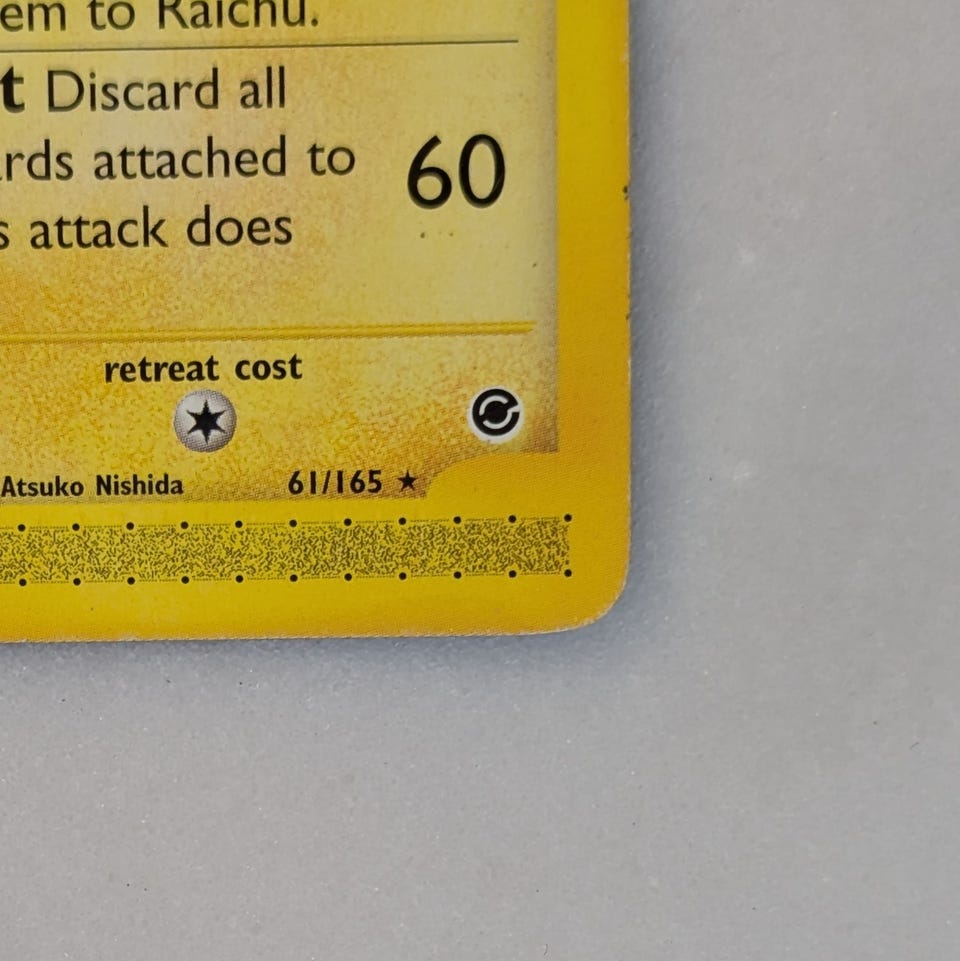 em to Raichu.
t Discard all
rds attached to
60
s attack does
retreat cost
Atsuko Nishida 61/165 ★